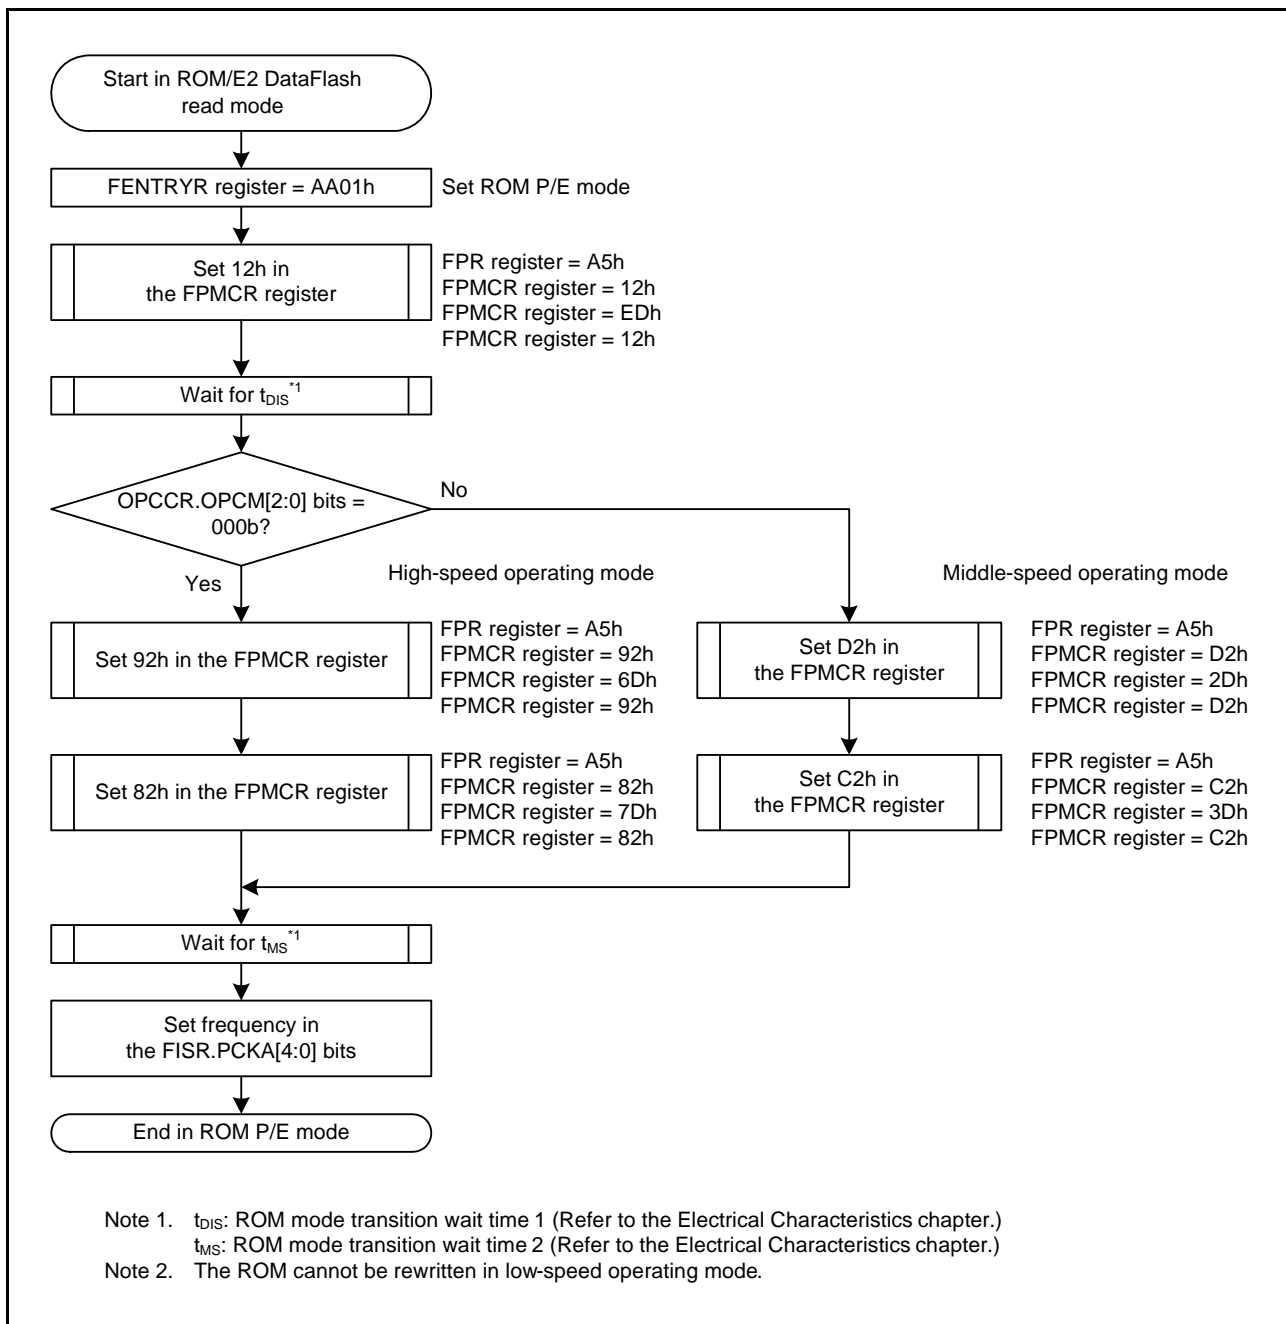 Start in ROM/E2 DataFlash
read mode
FENTRYR register = AA01h
Set ROM P/E mode
Set 12h in
the FPMCR register
FPR register = A5h
FPMCR register = 12h
FPMCR register = EDh
FPMCR register = 12h
Wait for tDIS*1
OPCCR.OPCM[2:0] bits =
000b?
No
Yes
High-speed operating mode
Middle-speed operating mode
Set 92h in the FPMCR register
FPR register = A5h
FPMCR register = 92h
FPMCR register = 6Dh
FPMCR register = 92h
Set D2h in
the FPMCR register
FPR register = A5h
FPMCR register = D2h
FPMCR register = 2Dh
FPMCR register = D2h
Set 82h in the FPMCR register
FPR register = A5h
FPMCR register = 82h
FPMCR register = 7Dh
FPMCR register = 82h
Set C2h in
the FPMCR register
FPR register = A5h
FPMCR register = C2h
FPMCR register = 3Dh
FPMCR register = C2h
Wait for tMS*1
Set frequency in
the FISR.PCKA[4:0] bits
End in ROM P/E mode
Note 1. tDIS: ROM mode transition wait time 1 (Refer to the Electrical Characteristics chapter.)
tMS: ROM mode transition wait time 2 (Refer to the Electrical Characteristics chapter.)
Note 2. The ROM cannot be rewritten in low-speed operating mode.